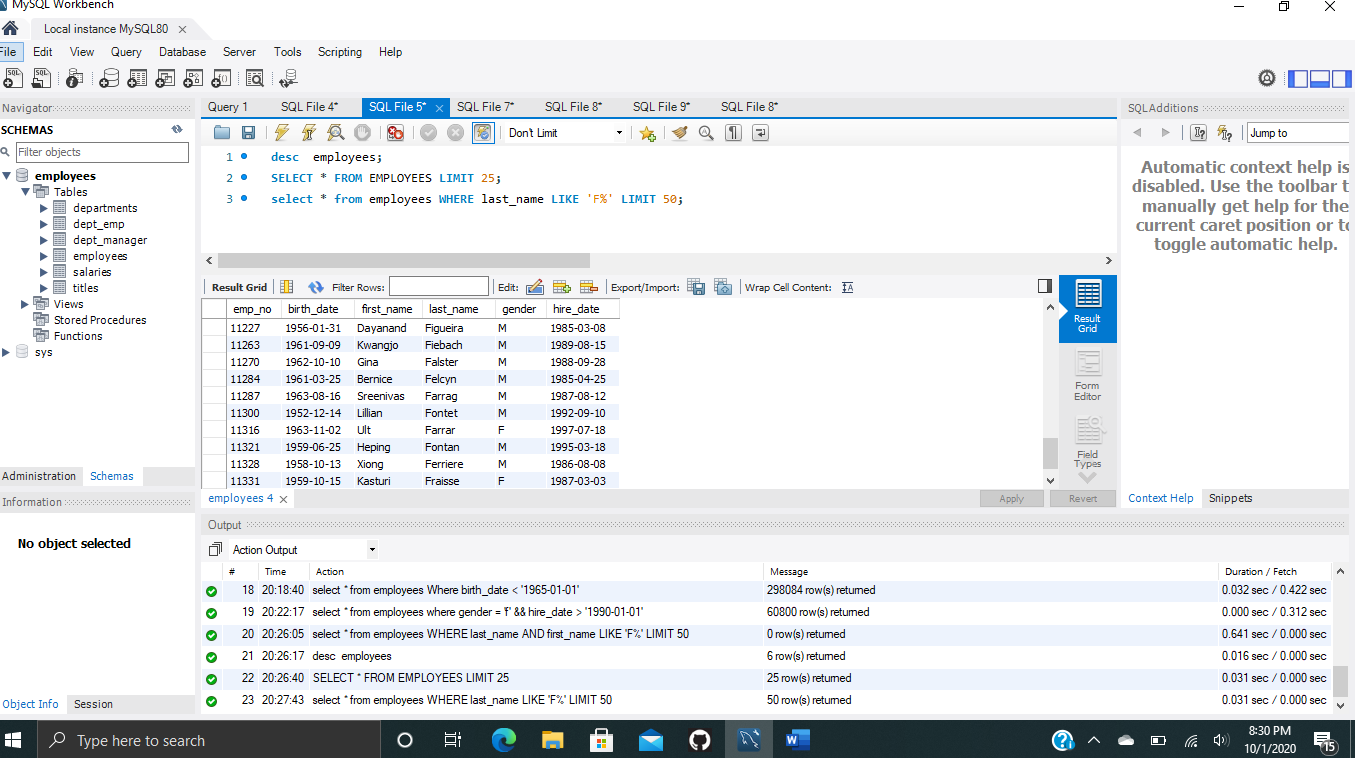 MySQL Workbench
Local instance MySQL80
File Edit View Query Database Server Tools Scripting Help
Navigator
SCHEMAS
Filter objects
employees
Tables
departments
dept_emp
dept_manager
employees
salaries
titles
Views
Stored Procedures
Functions
sys
Administration Schemas
Information
No object selected
Object Info Session
Query 1 SQL File 4* SQL File 5* SQL File 7* SQL File 8* SQL File 9* SQL File 8*
Don't Limit
1 desc employees;
2 SELECT * FROM EMPLOYEES LIMIT 25;
3 select * from employees WHERE last_name LIKE 'F%' LIMIT 50;
Result Grid Filter Rows: Edit: Export/Import: Wrap Cell Content: IA
emp_no birth_date first_name last_name gender hire_date
11227 1956-01-31 Dayanand Figueira M 1985-03-08
11263 1961-09-09 Kwangjo Fiebach M 1989-08-15
11270 1962-10-10 Gina Falster M 1988-09-28
11284 1961-03-25 Bernice Felcyn M 1985-04-25
11287 1963-08-16 Sreenivas Farrag M 1987-08-12
11300 1952-12-14 Lillian Fontet M 1992-09-10
11316 1963-11-02 Ult Farrar F 1997-07-18
11321 1959-06-25 Heping Fontan M 1995-03-18
11328 1958-10-13 Xiong Ferriere M 1986-08-08
11331 1959-10-15 Kasturi Fraisse F 1987-03-03
Result
Grid
Form
Editor
Field
Types
employees 4 Apply Revert
SQLAdditions
Jump to
Automatic context help is
disabled. Use the toolbar t
manually get help for the
current caret position or to
toggle automatic help.
Context Help Snippets
Output
Action Output
# Time Action Message Duration / Fetch
18 20:18:40 select * from employees Where birth_date < '1965-01-01' 298084 row(s) returned 0.032 sec / 0.422 sec
19 20:22:17 select * from employees where gender = 'f' && hire_date > '1990-01-01' 60800 row(s) returned 0.000 sec / 0.312 sec
20 20:26:05 select * from employees WHERE last_name AND first_name LIKE 'F%' LIMIT 50 0 row(s) returned 0.641 sec / 0.000 sec
21 20:26:17 desc employees 6 row(s) returned 0.016 sec / 0.000 sec
22 20:26:40 SELECT * FROM EMPLOYEES LIMIT 25 25 row(s) returned 0.031 sec / 0.000 sec
23 20:27:43 select * from employees WHERE last_name LIKE 'F%' LIMIT 50 50 row(s) returned 0.031 sec / 0.000 sec
Type here to search
8:30 PM
10/1/2020
15